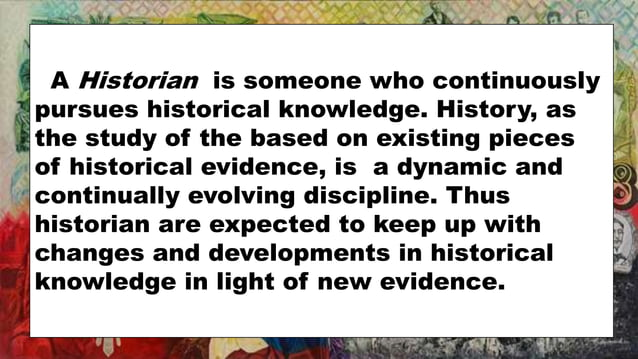 A Historian is someone who continuously
pursues historical knowledge. History, as
the study of the based on existing pieces
of historical evidence, is a dynamic and
continually evolving discipline. Thus
historian are expected to keep up with
changes and developments in historical
knowledge in light of new evidence.